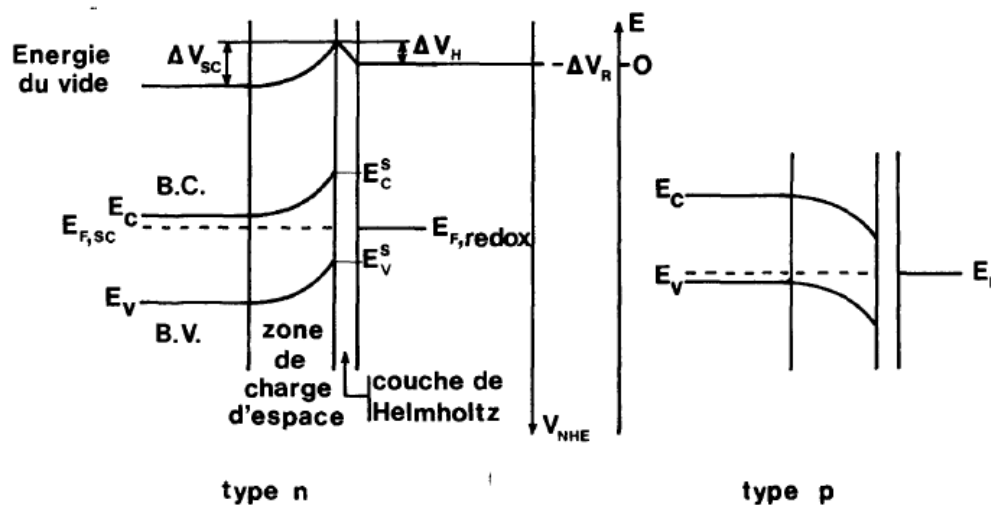 E
ΔV_SC
ΔV_H
Energie
du vide
-ΔV_R
O
B.C.
E_C^S
E_C
E_F,SC
E_F,redox
E_V^S
E_V
B.V.
zone
de
charge
d'espace
couche de
Helmholtz
V_NHE
type n
E_C
E_V
E
type p